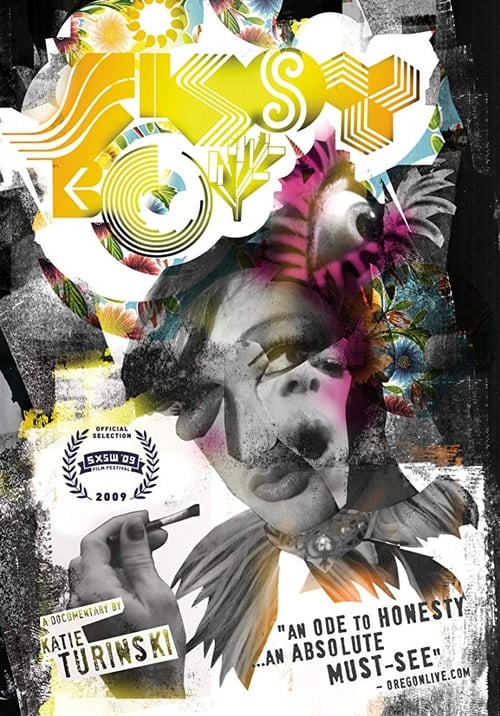 SISSY
BOY
OFFICIAL
SELECTION
SXSW '09
FILM FESTIVAL
2009
A DOCUMENTARY BY
KATIE
TURINSKI
"AN ODE TO HONESTY
...AN ABSOLUTE
MUST-SEE"
- OREGONLIVE.COM